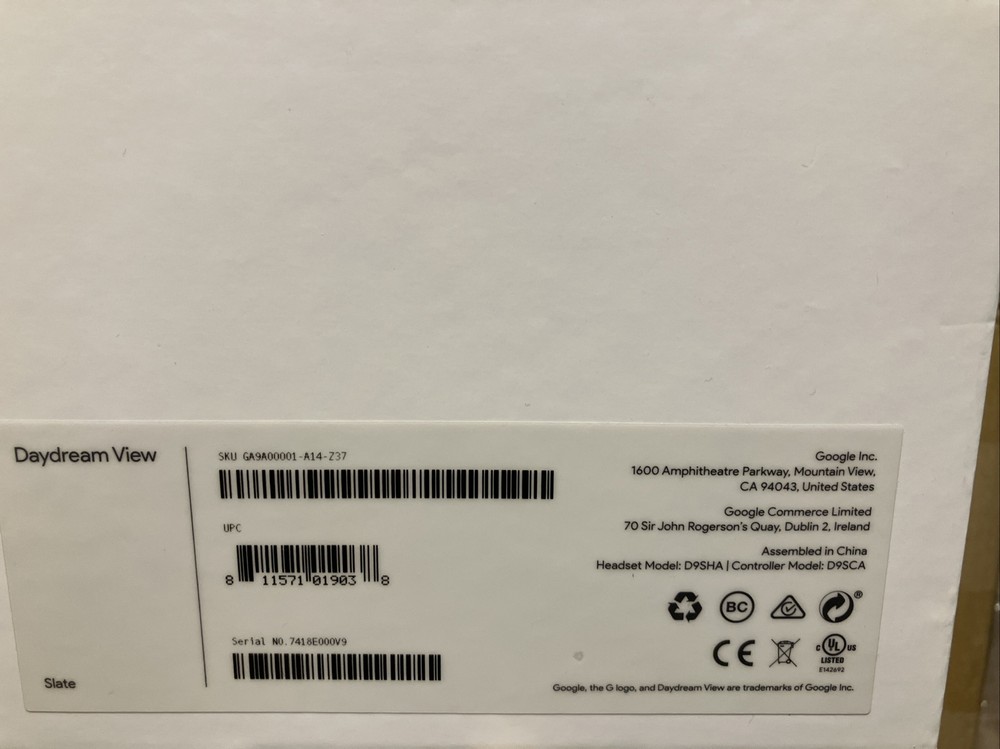 Daydream View
Slate
SKU GA9A00001-A14-Z37
UPC
8 11571 01903 8
Serial NO.7418E000V9
Google Inc.
1600 Amphitheatre Parkway, Mountain View,
CA 94043, United States
Google Commerce Limited
70 Sir John Rogerson's Quay, Dublin 2, Ireland
Assembled in China
Headset Model: D9SHA | Controller Model: D9SCA
BC
®
CE
C UL US
LISTED
E142692
Google, the G logo, and Daydream View are trademarks of Google Inc.